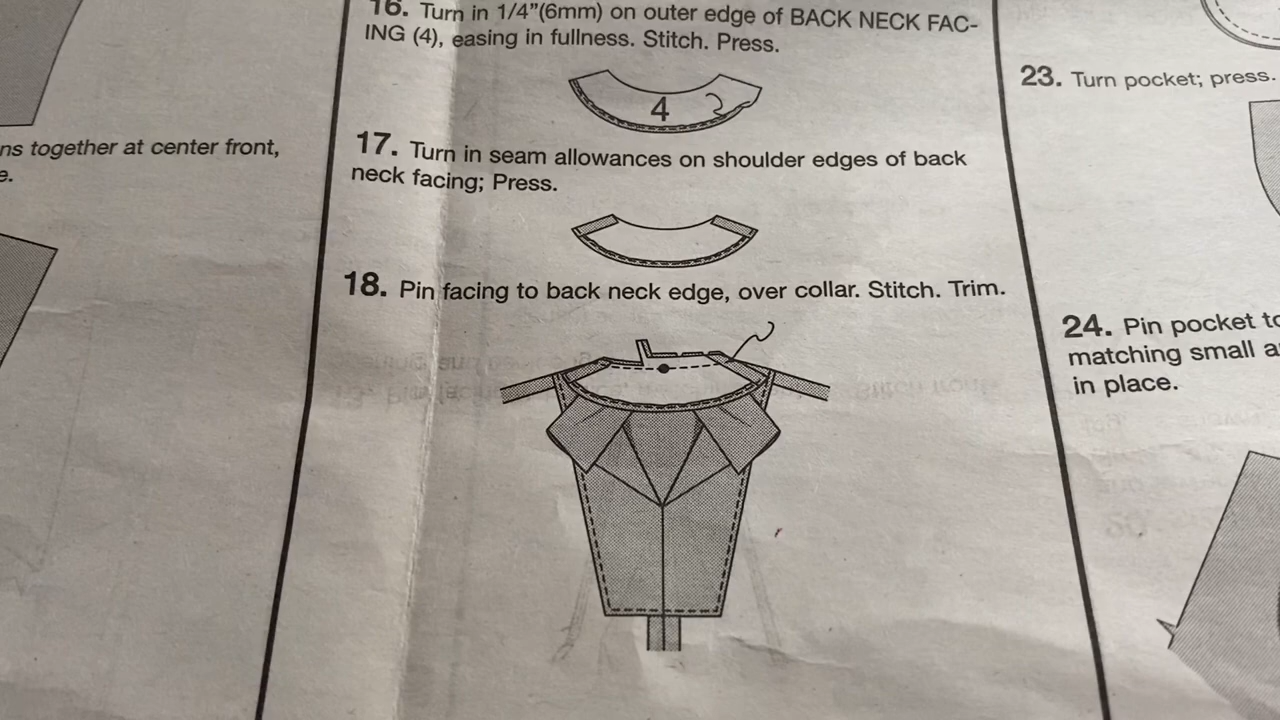 ns together at center front,
e.
16. Turn in 1/4”(6mm) on outer edge of BACK NECK FAC-
ING (4), easing in fullness. Stitch. Press.
4
17. Turn in seam allowances on shoulder edges of back
neck facing; Press.
18. Pin facing to back neck edge, over collar. Stitch. Trim.
23. Turn pocket; press.
24. Pin pocket to
matching small a
in place.